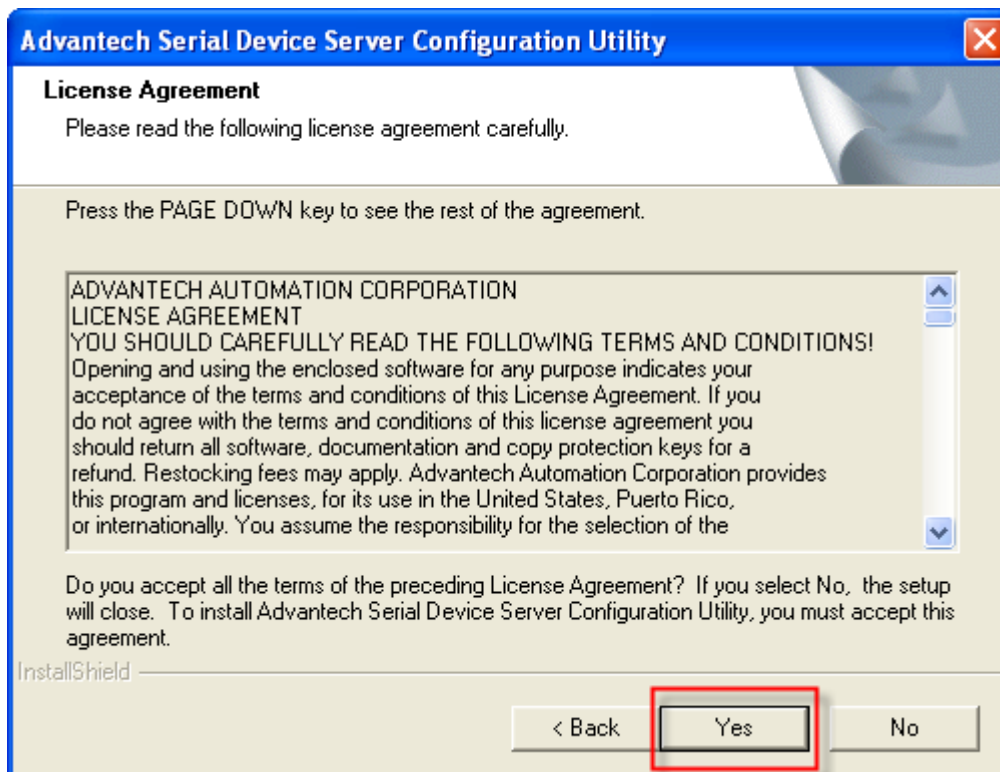 Advantech Serial Device Server Configuration Utility
License Agreement
Please read the following license agreement carefully.
Press the PAGE DOWN key to see the rest of the agreement.
ADVANTECH AUTOMATION CORPORATION
LICENSE AGREEMENT
YOU SHOULD CAREFULLY READ THE FOLLOWING TERMS AND CONDITIONS!
Opening and using the enclosed software for any purpose indicates your
acceptance of the terms and conditions of this License Agreement. If you
do not agree with the terms and conditions of this license agreement you
should return all software, documentation and copy protection keys for a
refund. Restocking fees may apply. Advantech Automation Corporation provides
this program and licenses, for its use in the United States, Puerto Rico,
or internationally. You assume the responsibility for the selection of the
Do you accept all the terms of the preceding License Agreement? If you select No, the setup
will close. To install Advantech Serial Device Server Configuration Utility, you must accept this
agreement.
InstallShield
< Back Yes No